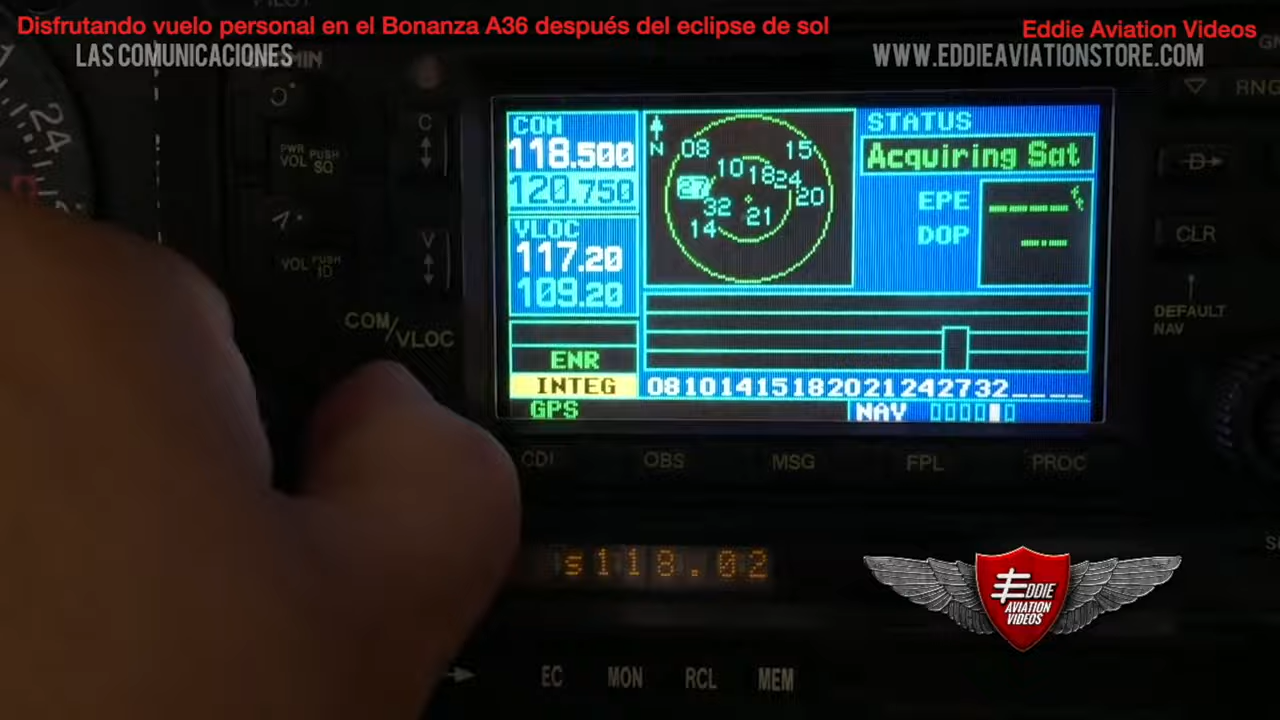 Disfrutando vuelo personal en el Bonanza A36 después del eclipse de sol
Eddie Aviation Videos
LAS COMUNICACIONES
WWW.EDDIEAVIATIONSTORE.COM
RNG
24
C
PWR
VOL PUSH
SQ
VOL PUSH
ID
V
COM/VLOC
COM
118.500
120.750
VLOC
117.20
109.20
ENR
INTEG
GPS
N
08
15
10
18
24
27
20
32
21
14
STATUS
Acquiring Sat
EPE
DOP
08101415182021242732
NAV
D
CLR
DEFAULT
NAV
CDI
OBS
MSG
FPL
PROC
s118.02
EDDIE
AVIATION
VIDEOS
EC
MON
RCL
MEM